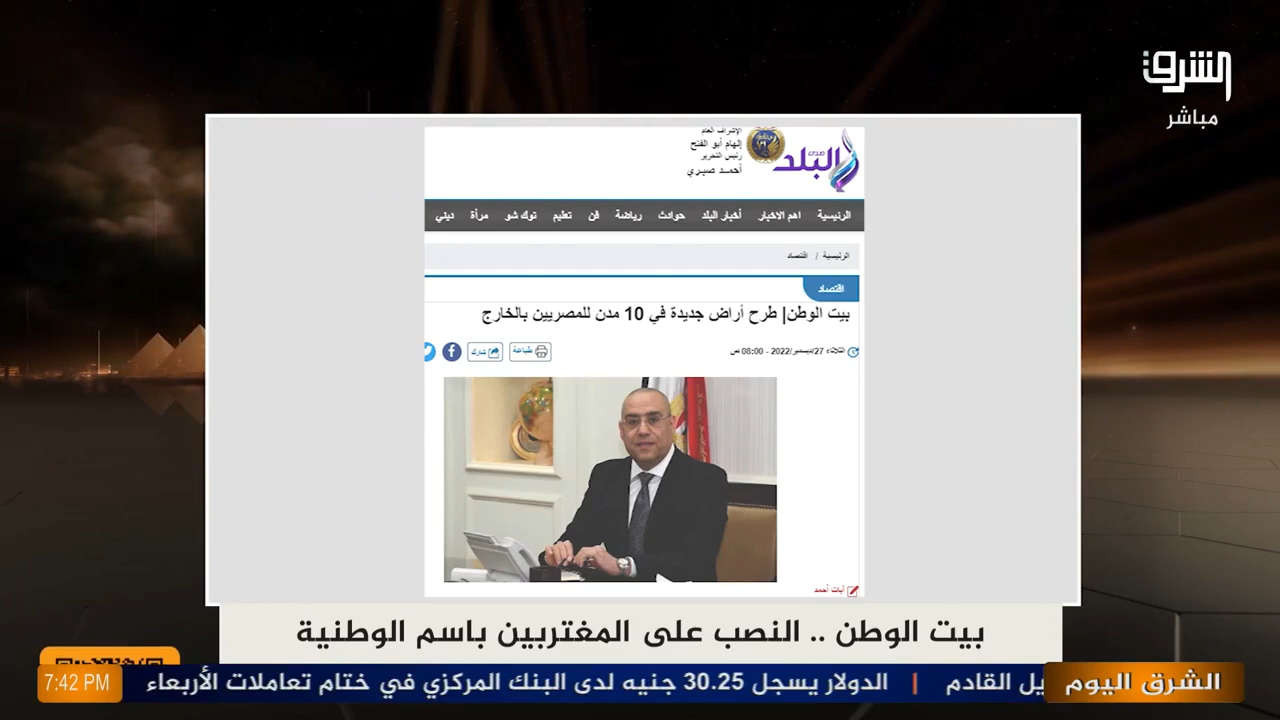 الشرق
مباشر
الإشراف العام
إلهام أبو الفتح
رئيس التحرير
أحمــد صبـري
صدى البلد
الرئيسية اهم الاخبار أخبار البلد حوادث رياضة فن تعليم توك شو مرأة ديني
الرئيسية / اقتصاد
اقتصاد
بيت الوطن| طرح أراض جديدة في 10 مدن للمصريين بالخارج
الثلاثاء 27/ديسمبر/2022 - 08:00 ص
طباعة شارك
آيات أحمد
بيت الوطن .. النصب على المغتربين باسم الوطنية
الشرق اليوم
يل القادم | الدولار يسجل 30.25 جنيه لدى البنك المركزي في ختام تعاملات الأربعاء
7:42 PM